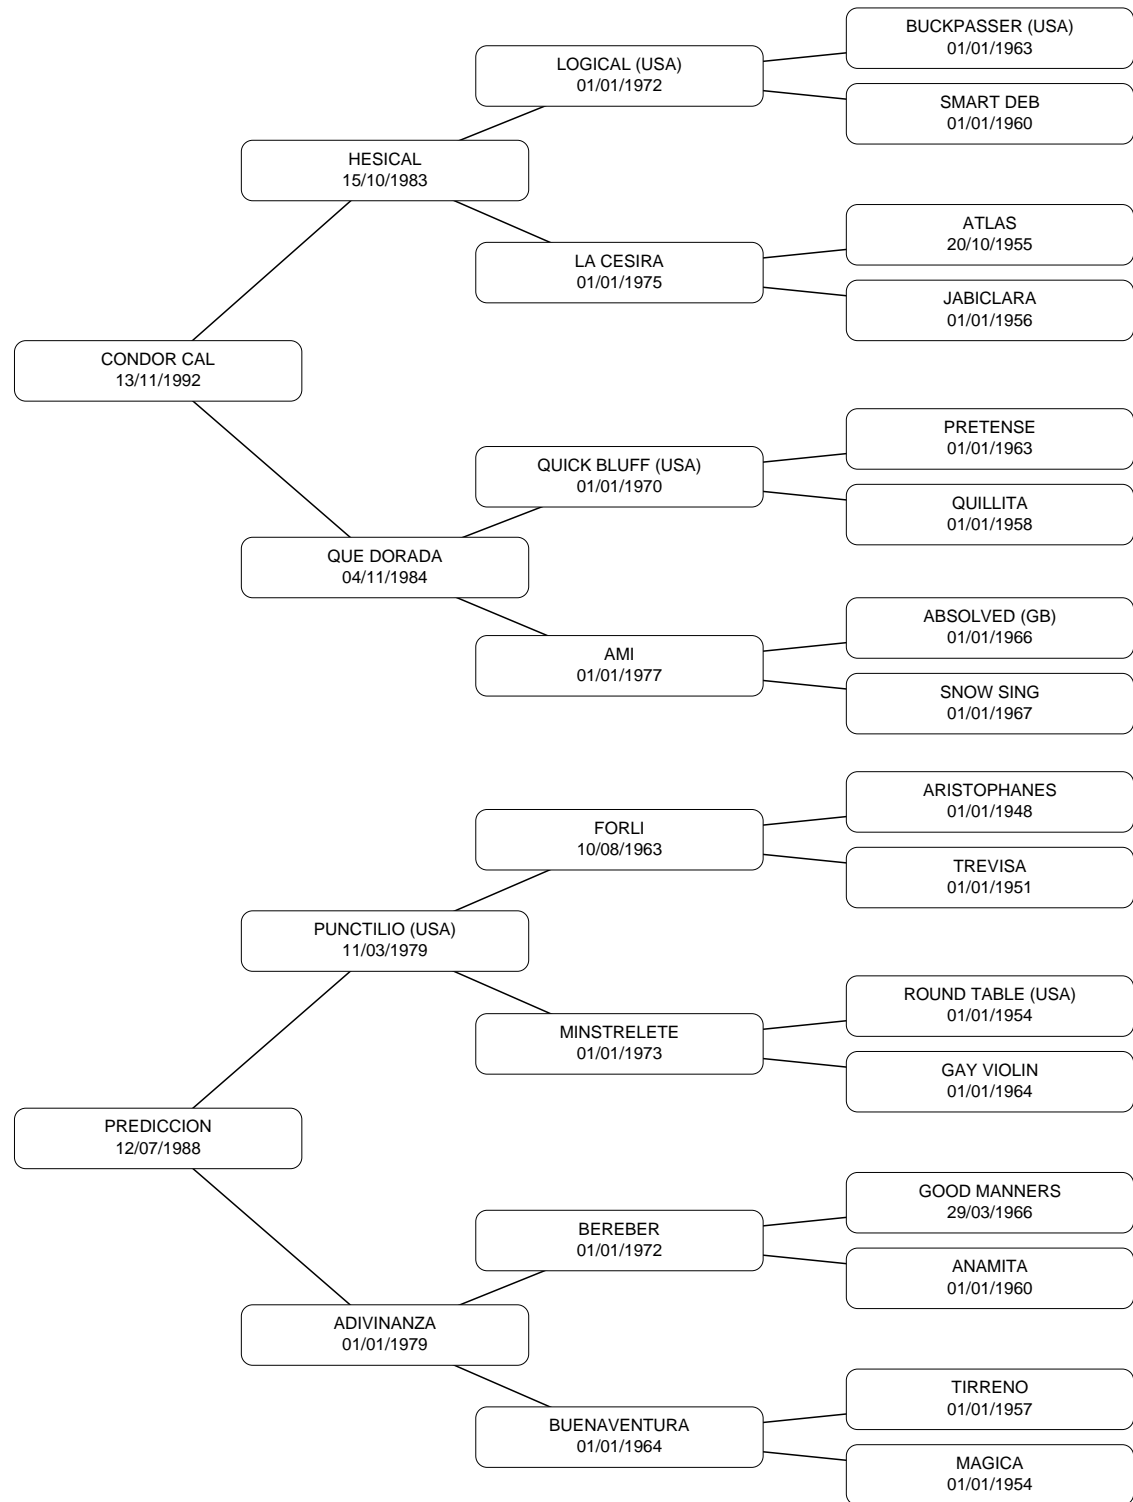 BUCKPASSER (USA)
01/01/1963
LOGICAL (USA)
01/01/1972
SMART DEB
01/01/1960
HESICAL
15/10/1983
ATLAS
20/10/1955
LA CESIRA
01/01/1975
JABICLARA
01/01/1956
CONDOR CAL
13/11/1992
PRETENSE
01/01/1963
QUICK BLUFF (USA)
01/01/1970
QUILLITA
01/01/1958
QUE DORADA
04/11/1984
ABSOLVED (GB)
01/01/1966
AMI
01/01/1977
SNOW SING
01/01/1967
ARISTOPHANES
01/01/1948
FORLI
10/08/1963
TREVISA
01/01/1951
PUNCTILIO (USA)
11/03/1979
ROUND TABLE (USA)
01/01/1954
MINSTRELETE
01/01/1973
GAY VIOLIN
01/01/1964
PREDICCION
12/07/1988
GOOD MANNERS
29/03/1966
BEREBER
01/01/1972
ANAMITA
01/01/1960
ADIVINANZA
01/01/1979
TIRRENO
01/01/1957
BUENAVENTURA
01/01/1964
MAGICA
01/01/1954